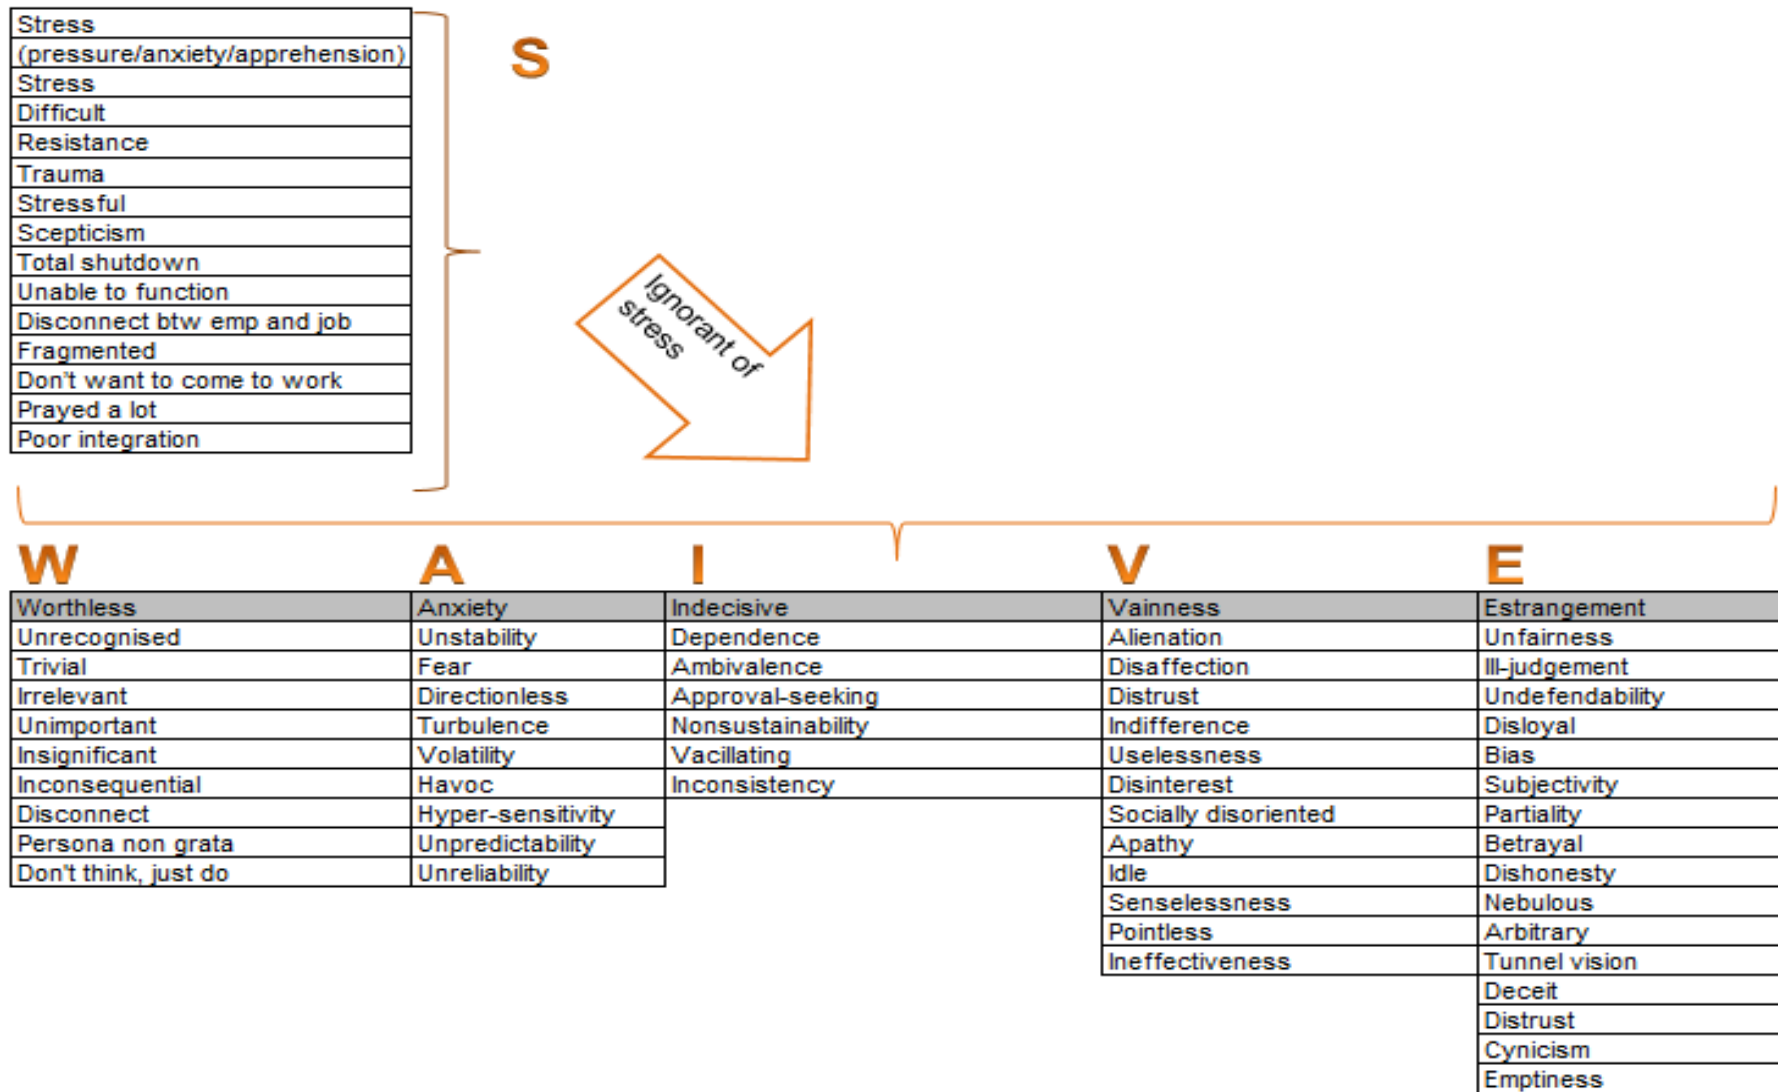 Stress
(pressure/anxiety/apprehension)
Stress
Difficult
Resistance
Trauma
Stressful
Scepticism
Total shutdown
Unable to function
Disconnect btw emp and job
Fragmented
Don't want to come to work
Prayed a lot
Poor integration
S
Ignorant of
stress
W A I V E
Worthless Anxiety Indecisive Vainness Estrangement
Unrecognised Unstability Dependence Alienation Unfairness
Trivial Fear Ambivalence Disaffection Ill-judgement
Irrelevant Directionless Approval-seeking Distrust Undefendability
Unimportant Turbulence Nonsustainability Indifference Disloyal
Insignificant Volatility Vacillating Uselessness Bias
Inconsequential Havoc Inconsistency Disinterest Subjectivity
Disconnect Hyper-sensitivity Socially disoriented Partiality
Persona non grata Unpredictability Apathy Betrayal
Don't think, just do Unreliability Idle Dishonesty
Senselessness Nebulous
Pointless Arbitrary
Ineffectiveness Tunnel vision
Deceit
Distrust
Cynicism
Emptiness